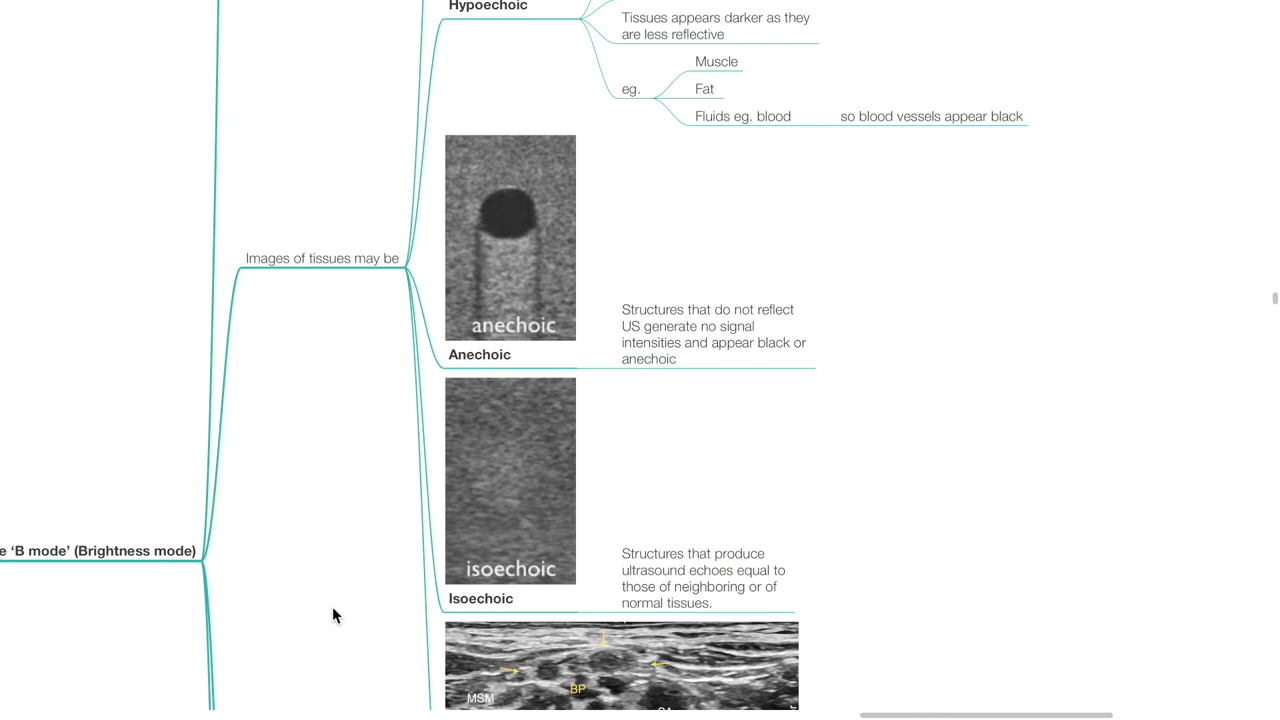 Hypoechoic
Tissues appears darker as they
are less reflective
eg.
Muscle
Fat
Fluids eg. blood
so blood vessels appear black
Images of tissues may be
anechoic
Anechoic
Structures that do not reflect
US generate no signal
intensities and appear black or
anechoic
isoechoic
Isoechoic
Structures that produce
ultrasound echoes equal to
those of neighboring or of
normal tissues.
e ‘B mode’ (Brightness mode)
BP
MSM